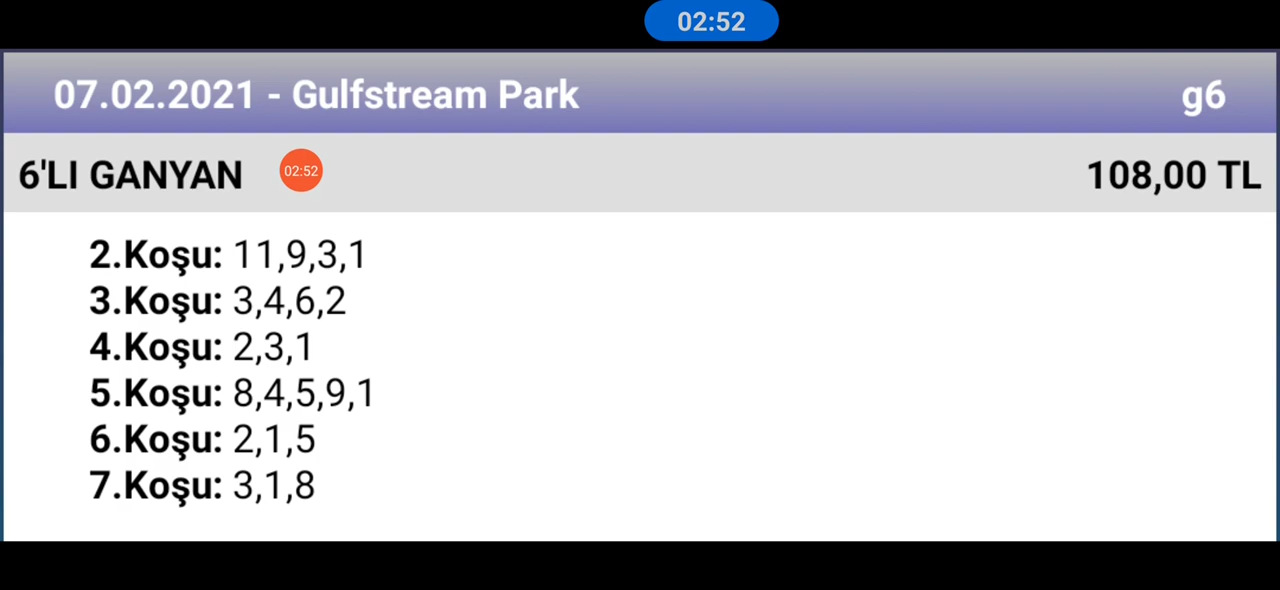 02:52
07.02.2021 - Gulfstream Park g6
6'LI GANYAN 02:52 108,00 TL
2.Koşu: 11,9,3,1
3.Koşu: 3,4,6,2
4.Koşu: 2,3,1
5.Koşu: 8,4,5,9,1
6.Koşu: 2,1,5
7.Koşu: 3,1,8